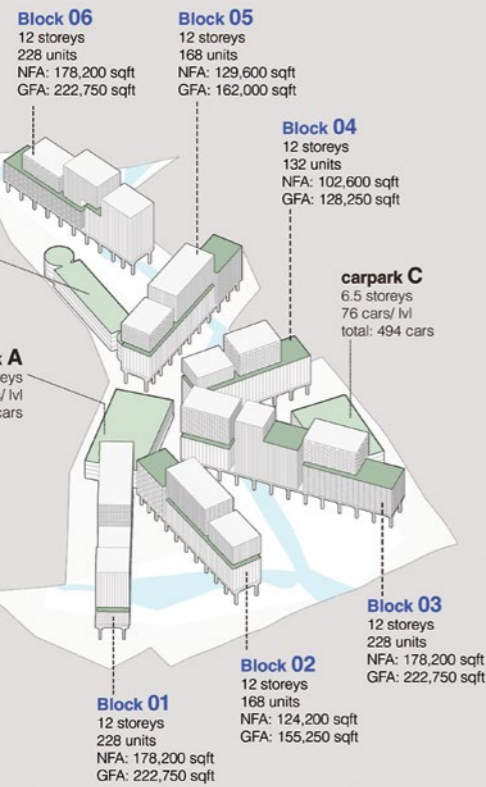 Block 06
12 storeys
228 units
NFA: 178,200 sqft
GFA: 222,750 sqft
Block 05
12 storeys
168 units
NFA: 129,600 sqft
GFA: 162,000 sqft
Block 04
12 storeys
132 units
NFA: 102,600 sqft
GFA: 128,250 sqft
carpark C
6.5 storeys
76 cars/ lvl
total: 494 cars
A
eys
/ lvl
cars
Block 03
12 storeys
228 units
NFA: 178,200 sqft
GFA: 222,750 sqft
Block 02
12 storeys
168 units
NFA: 124,200 sqft
GFA: 155,250 sqft
Block 01
12 storeys
228 units
NFA: 178,200 sqft
GFA: 222,750 sqft